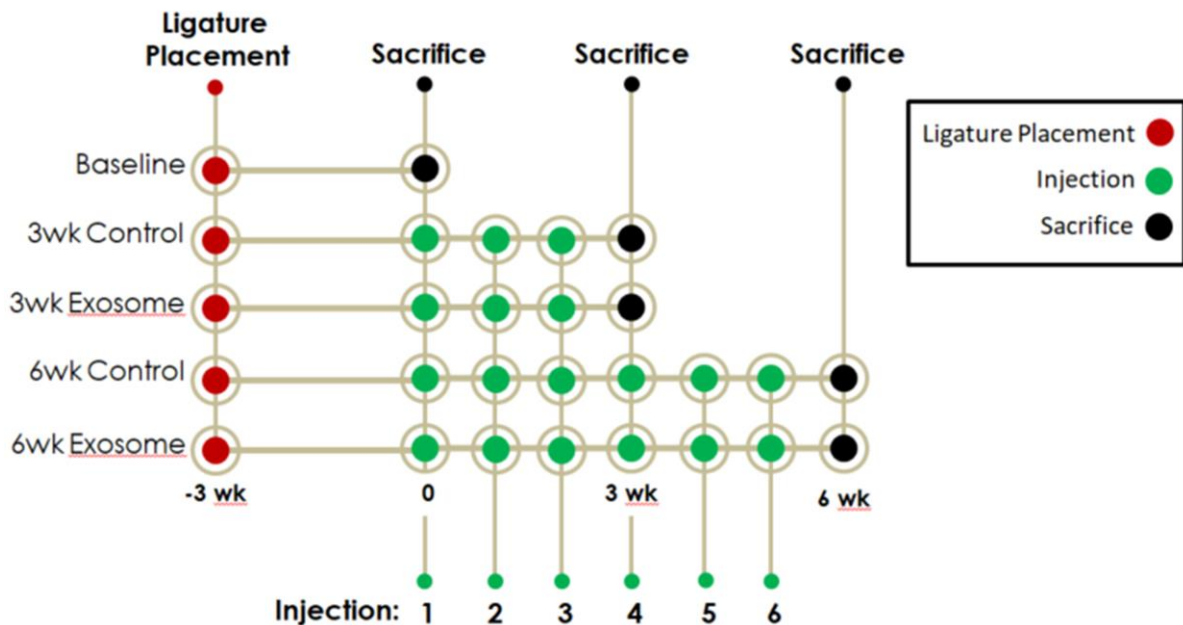 Ligature
Placement
Sacrifice
Sacrifice
Sacrifice
Ligature Placement
Injection
Sacrifice
Baseline
3wk Control
3wk Exosome
6wk Control
6wk Exosome
-3 wk
0
3 wk
6 wk
Injection: 1 2 3 4 5 6